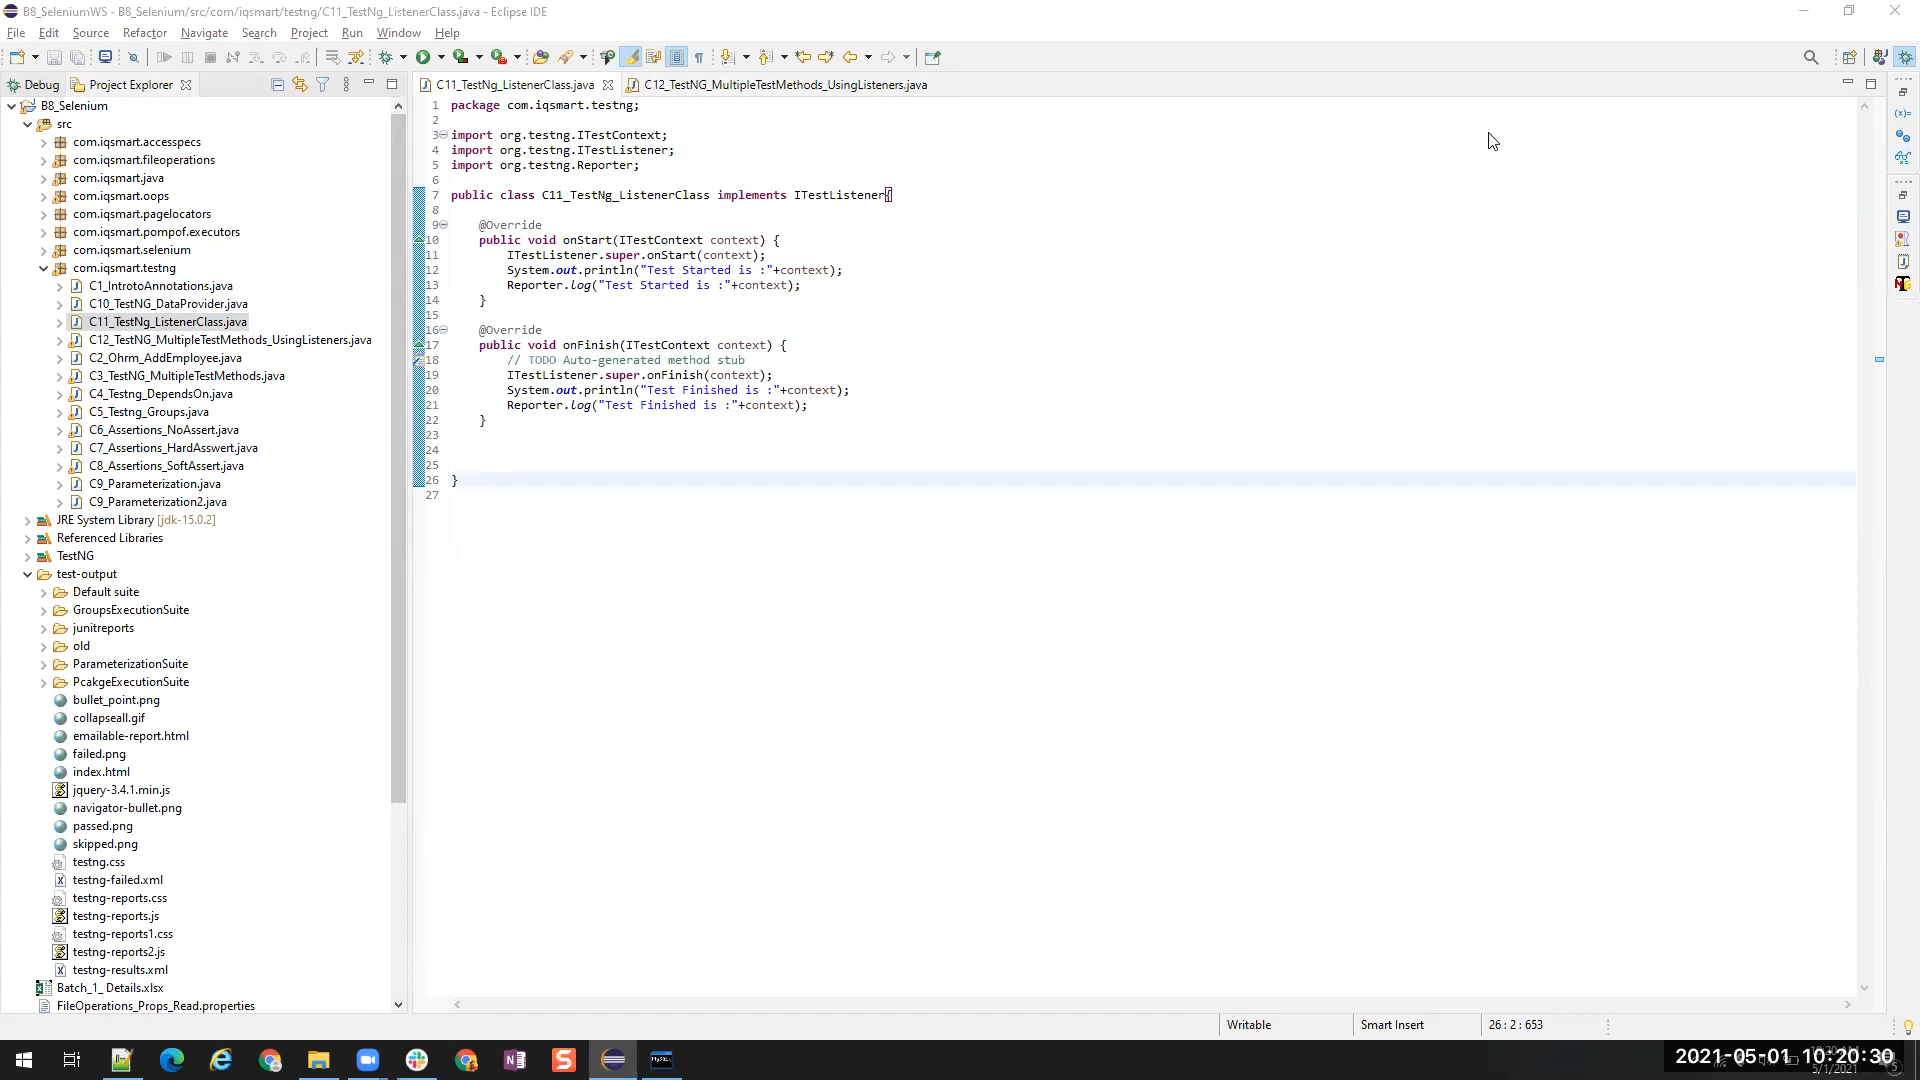 B8_SeleniumWS - B8_Selenium/src/com/iqsmart/testng/C11_TestNg_ListenerClass.java - Eclipse IDE
File Edit Source Refactor Navigate Search Project Run Window Help
Debug Project Explorer
C11_TestNg_ListenerClass.java C12_TestNG_MultipleTestMethods_UsingListeners.java
B8_Selenium
src
com.iqsmart.accesspecs
com.iqsmart.fileoperations
com.iqsmart.java
com.iqsmart.oops
com.iqsmart.pagelocators
com.iqsmart.pompof.executors
com.iqsmart.selenium
com.iqsmart.testng
C1_IntrotoAnnotations.java
C10_TestNG_DataProvider.java
C11_TestNg_ListenerClass.java
C12_TestNG_MultipleTestMethods_UsingListeners.java
C2_Ohrm_AddEmployee.java
C3_TestNG_MultipleTestMethods.java
C4_Testng_DependsOn.java
C5_Testng_Groups.java
C6_Assertions_NoAssert.java
C7_Assertions_HardAsswert.java
C8_Assertions_SoftAssert.java
C9_Parameterization.java
C9_Parameterization2.java
JRE System Library [jdk-15.0.2]
Referenced Libraries
TestNG
test-output
Default suite
GroupsExecutionSuite
junitreports
old
ParameterizationSuite
PcakgeExecutionSuite
bullet_point.png
collapseall.gif
emailable-report.html
failed.png
index.html
jquery-3.4.1.min.js
navigator-bullet.png
passed.png
skipped.png
testng.css
testng-failed.xml
testng-reports.css
testng-reports.js
testng-reports1.css
testng-reports2.js
testng-results.xml
Batch_1_ Details.xlsx
FileOperations_Props_Read.properties
1 package com.iqsmart.testng;
2
3 import org.testng.ITestContext;
4 import org.testng.ITestListener;
5 import org.testng.Reporter;
6
7 public class C11_TestNg_ListenerClass implements ITestListener{
8
9 @Override
10 public void onStart(ITestContext context) {
11 ITestListener.super.onStart(context);
12 System.out.println("Test Started is :"+context);
13 Reporter.log("Test Started is :"+context);
14 }
15
16 @Override
17 public void onFinish(ITestContext context) {
18 // TODO Auto-generated method stub
19 ITestListener.super.onFinish(context);
20 System.out.println("Test Finished is :"+context);
21 Reporter.log("Test Finished is :"+context);
22 }
23
24
25
26 }
27
Writable Smart Insert 26 : 2 : 653
2021-05-01 10:20:30
5/1/2021